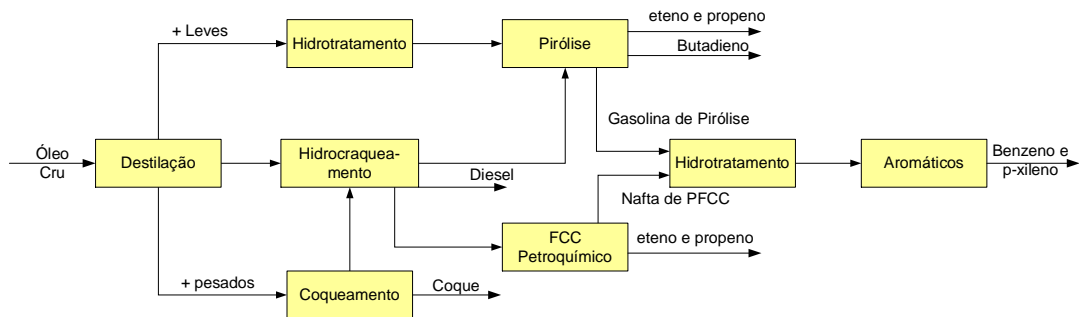 eteno e propeno
+ Leves
Hidrotratamento
Pirólise
Butadieno
Gasolina de Pirólise
Óleo
Cru
Destilação
Hidrocraquea-
mento
Diesel
Hidrotratamento
Aromáticos
Benzeno e
p-xileno
Nafta de PFCC
FCC
Petroquímico
eteno e propeno
+ pesados
Coqueamento
Coque